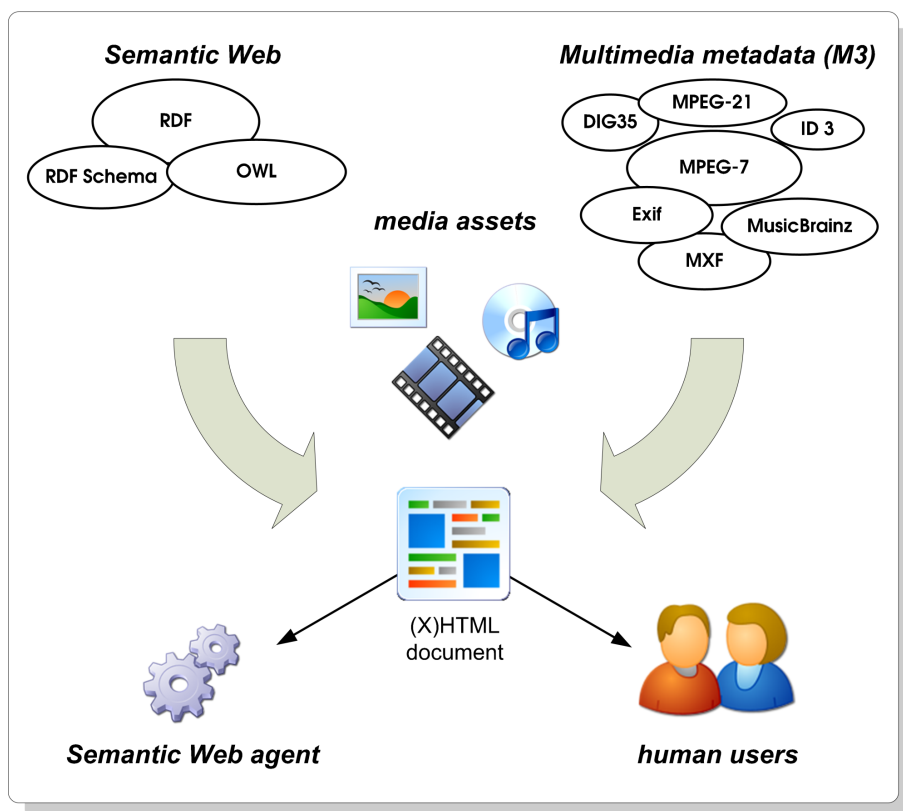 Semantic Web
Multimedia metadata (M3)
RDF
RDF Schema
OWL
DIG35
MPEG-21
ID 3
MPEG-7
Exif
MusicBrainz
MXF
media assets
(X)HTML
document
Semantic Web agent
human users